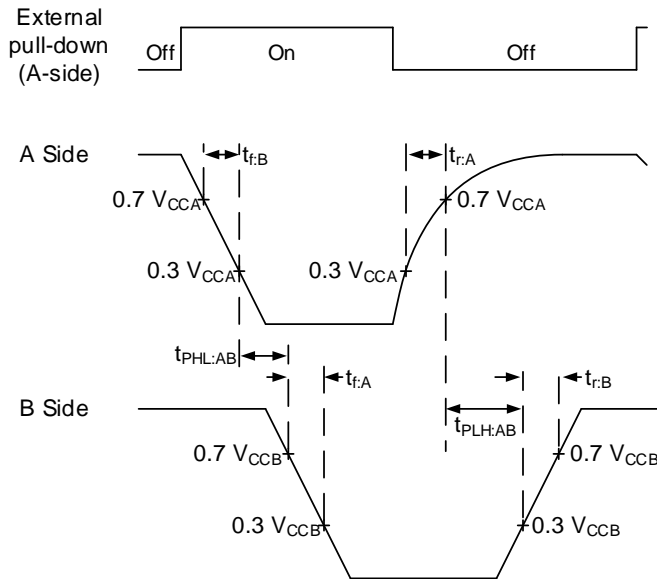 External
pull-down
(A-side)
Off
On
Off
A Side
t_f:B
t_r:A
0.7 V_CCA
0.7 V_CCA
0.3 V_CCA
0.3 V_CCA
t_PHL:AB
t_f:A
t_r:B
B Side
t_PLH:AB
0.7 V_CCB
0.7 V_CCB
0.3 V_CCB
0.3 V_CCB